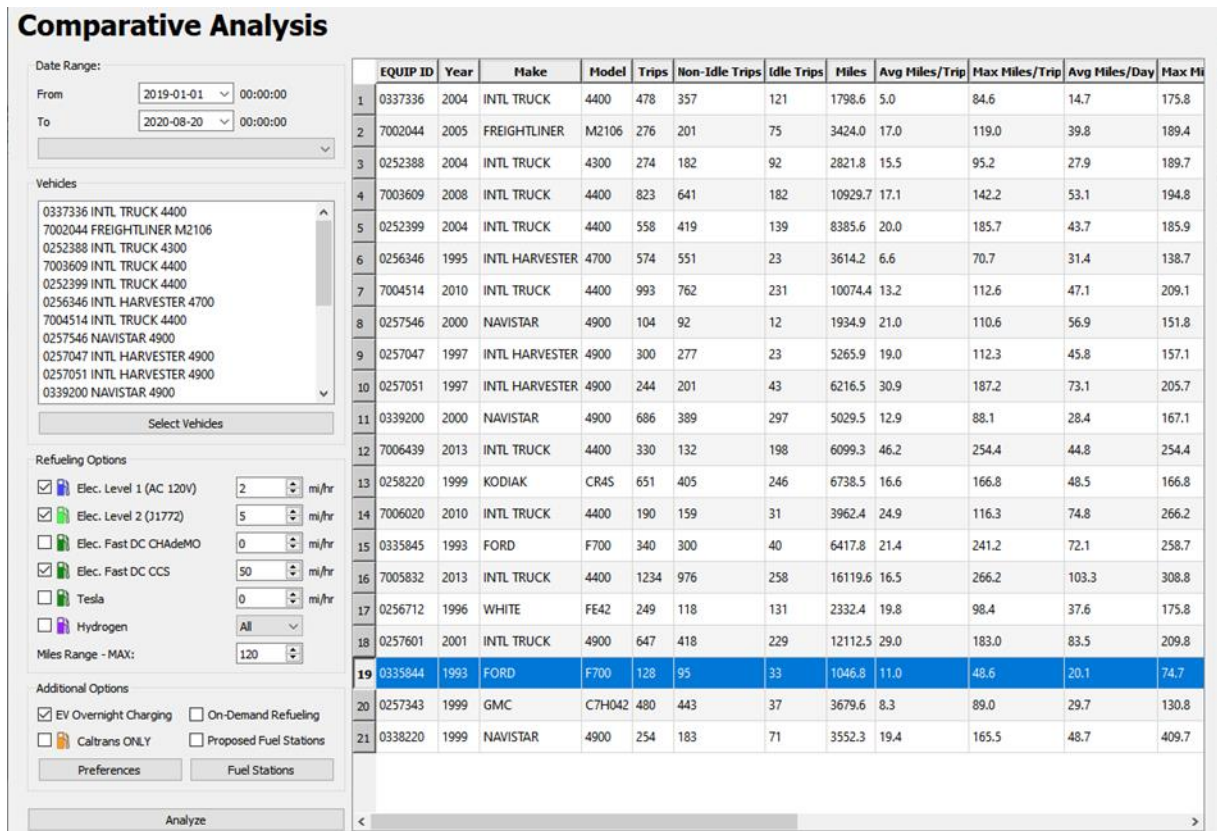 Comparative Analysis
Date Range:
From 2019-01-01 00:00:00
To 2020-08-20 00:00:00
Vehicles
0337336 INTL TRUCK 4400
7002044 FREIGHTLINER M2106
0252388 INTL TRUCK 4300
7003609 INTL TRUCK 4400
0252399 INTL TRUCK 4400
0256346 INTL HARVESTER 4700
7004514 INTL TRUCK 4400
0257546 NAVISTAR 4900
0257047 INTL HARVESTER 4900
0257051 INTL HARVESTER 4900
0339200 NAVISTAR 4900
Select Vehicles
Refueling Options
Elec. Level 1 (AC 120V) 2 mi/hr
Elec. Level 2 (J1772) 5 mi/hr
Elec. Fast DC CHAdeMO 0 mi/hr
Elec. Fast DC CCS 50 mi/hr
Tesla 0 mi/hr
Hydrogen All
Miles Range - MAX: 120
Additional Options
EV Overnight Charging On-Demand Refueling
Caltrans ONLY Proposed Fuel Stations
Preferences Fuel Stations
Analyze
EQUIP ID Year Make Model Trips Non-Idle Trips Idle Trips Miles Avg Miles/Trip Max Miles/Trip Avg Miles/Day Max Mi
1 0337336 2004 INTL TRUCK 4400 478 357 121 1798.6 5.0 84.6 14.7 175.8
2 7002044 2005 FREIGHTLINER M2106 276 201 75 3424.0 17.0 119.0 39.8 189.4
3 0252388 2004 INTL TRUCK 4300 274 182 92 2821.8 15.5 95.2 27.9 189.7
4 7003609 2008 INTL TRUCK 4400 823 641 182 10929.7 17.1 142.2 53.1 194.8
5 0252399 2004 INTL TRUCK 4400 558 419 139 8385.6 20.0 185.7 43.7 185.9
6 0256346 1995 INTL HARVESTER 4700 574 551 23 3614.2 6.6 70.7 31.4 138.7
7 7004514 2010 INTL TRUCK 4400 993 762 231 10074.4 13.2 112.6 47.1 209.1
8 0257546 2000 NAVISTAR 4900 104 92 12 1934.9 21.0 110.6 56.9 151.8
9 0257047 1997 INTL HARVESTER 4900 300 277 23 5265.9 19.0 112.3 45.8 157.1
10 0257051 1997 INTL HARVESTER 4900 244 201 43 6216.5 30.9 187.2 73.1 205.7
11 0339200 2000 NAVISTAR 4900 686 389 297 5029.5 12.9 88.1 28.4 167.1
12 7006439 2013 INTL TRUCK 4400 330 132 198 6099.3 46.2 254.4 44.8 254.4
13 0258220 1999 KODIAK CR4S 651 405 246 6738.5 16.6 166.8 48.5 166.8
14 7006020 2010 INTL TRUCK 4400 190 159 31 3962.4 24.9 116.3 74.8 266.2
15 0335845 1993 FORD F700 340 300 40 6417.8 21.4 241.2 72.1 258.7
16 7005832 2013 INTL TRUCK 4400 1234 976 258 16119.6 16.5 266.2 103.3 308.8
17 0256712 1996 WHITE FE42 249 118 131 2332.4 19.8 98.4 37.6 175.8
18 0257601 2001 INTL TRUCK 4900 647 418 229 12112.5 29.0 183.0 83.5 209.8
19 0335844 1993 FORD F700 128 95 33 1046.8 11.0 48.6 20.1 74.7
20 0257343 1999 GMC C7H042 480 443 37 3679.6 8.3 89.0 29.7 130.8
21 0338220 1999 NAVISTAR 4900 254 183 71 3552.3 19.4 165.5 48.7 409.7